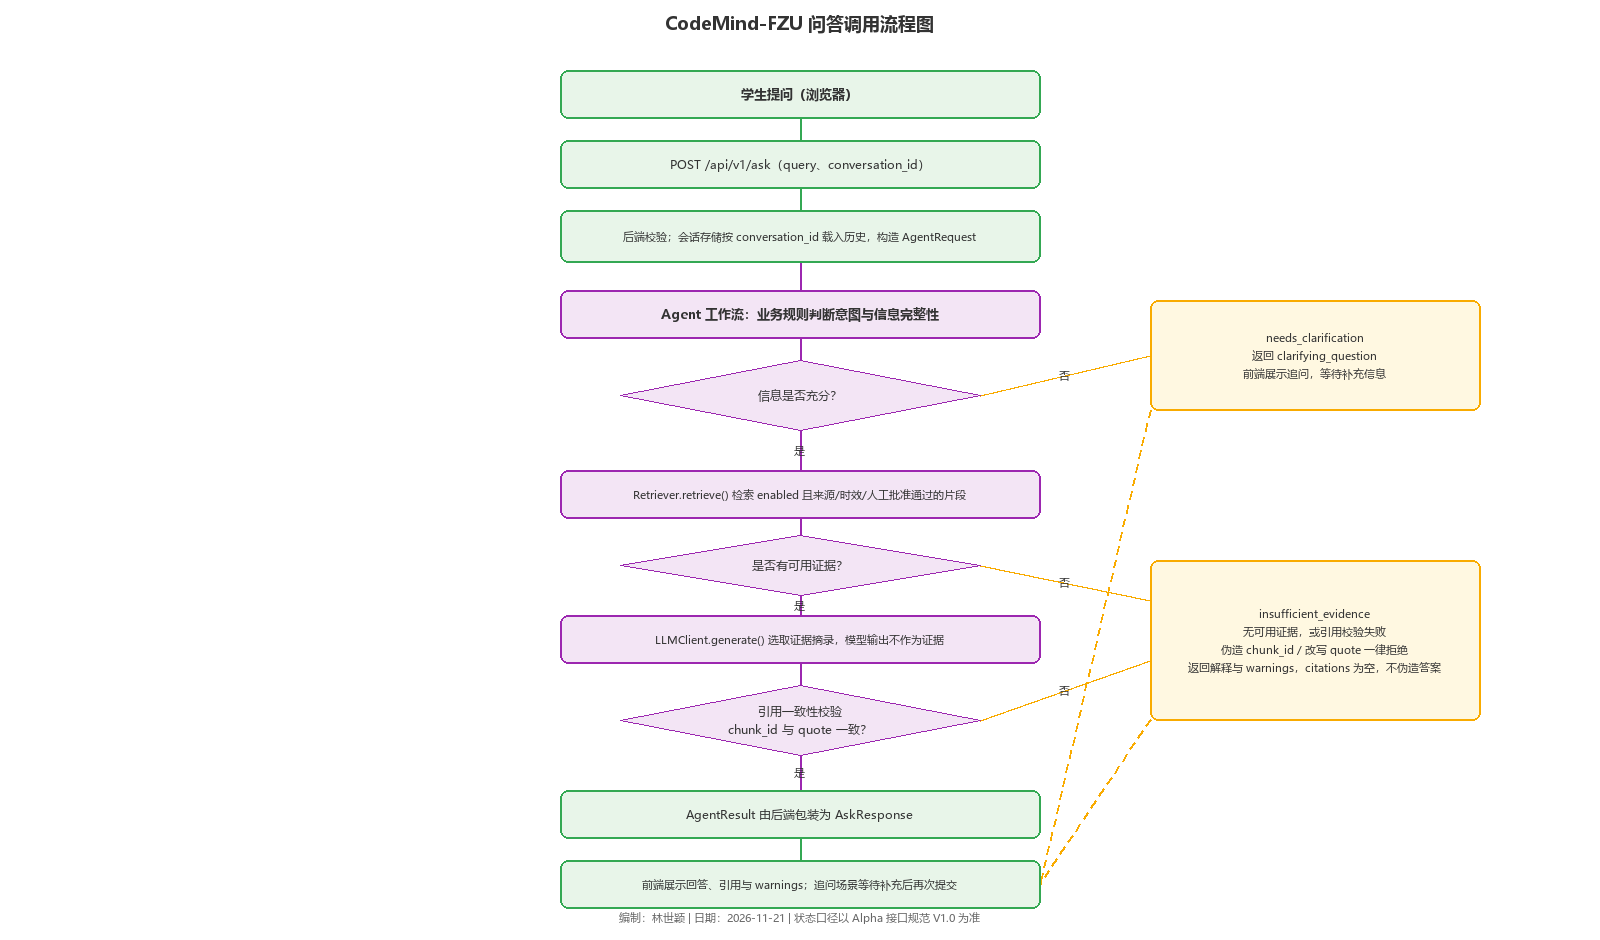 CodeMind-FZU 问答调用流程图
学生提问（浏览器）
POST /api/v1/ask（query、conversation_id）
后端校验；会话存储按 conversation_id 载入历史，构造 AgentRequest
Agent 工作流：业务规则判断意图与信息完整性
needs_clarification
返回 clarifying_question
前端展示追问，等待补充信息
否
信息是否充分？
是
Retriever.retrieve() 检索 enabled 且来源/时效/人工批准通过的片段
是否有可用证据？
否
是
insufficient_evidence
无可用证据，或引用校验失败
伪造 chunk_id / 改写 quote 一律拒绝
返回解释与 warnings，citations 为空，不伪造答案
LLMClient.generate() 选取证据摘录，模型输出不作为证据
否
引用一致性校验
chunk_id 与 quote 一致？
是
AgentResult 由后端包装为 AskResponse
前端展示回答、引用与 warnings；追问场景等待补充后再次提交
编制：林世颖 | 日期：2026-11-21 | 状态口径以 Alpha 接口规范 V1.0 为准